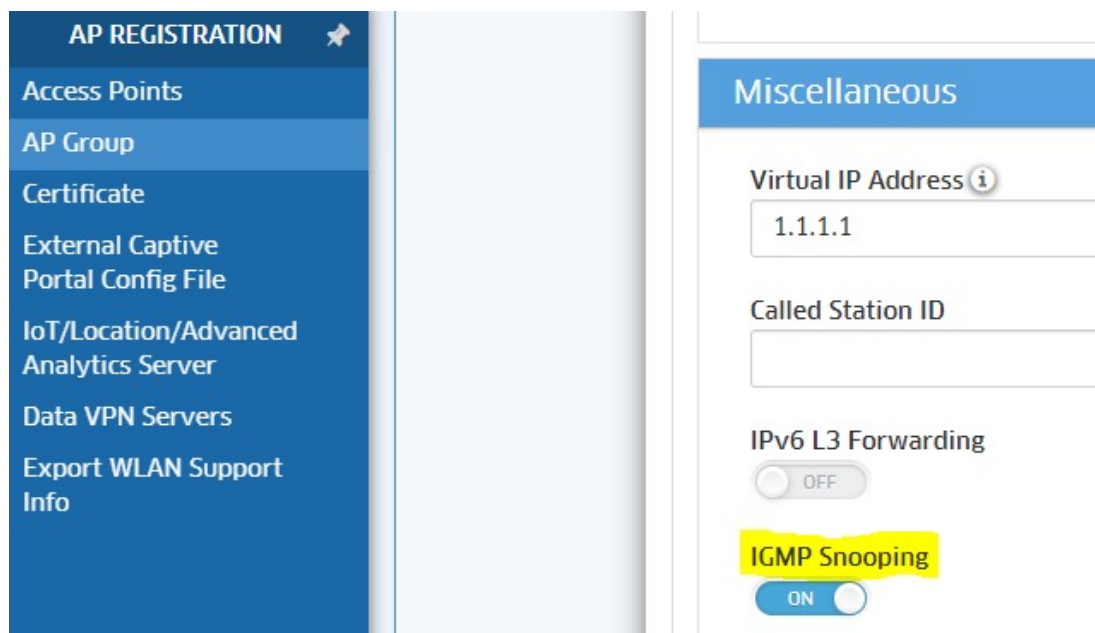 AP REGISTRATION
Access Points
AP Group
Certificate
External Captive
Portal Config File
IoT/Location/Advanced
Analytics Server
Data VPN Servers
Export WLAN Support
Info
Miscellaneous
Virtual IP Address i
1.1.1.1
Called Station ID
IPv6 L3 Forwarding
OFF
IGMP Snooping
ON